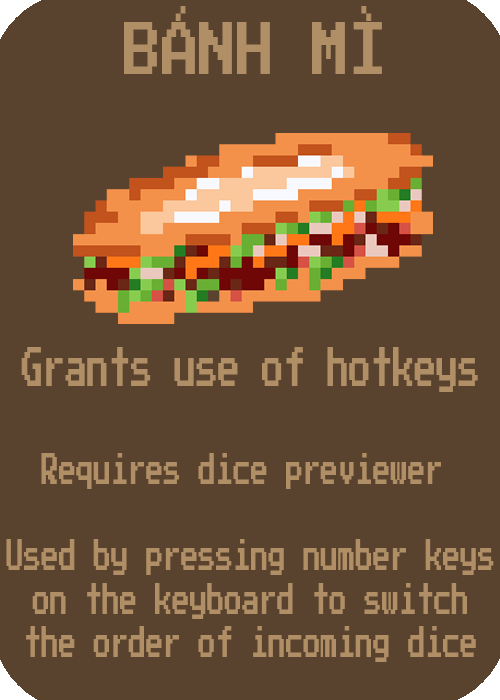 BÁNH MÌ
Grants use of hotkeys
Requires dice previewer
Used by pressing number keys
on the keyboard to switch
the order of incoming dice